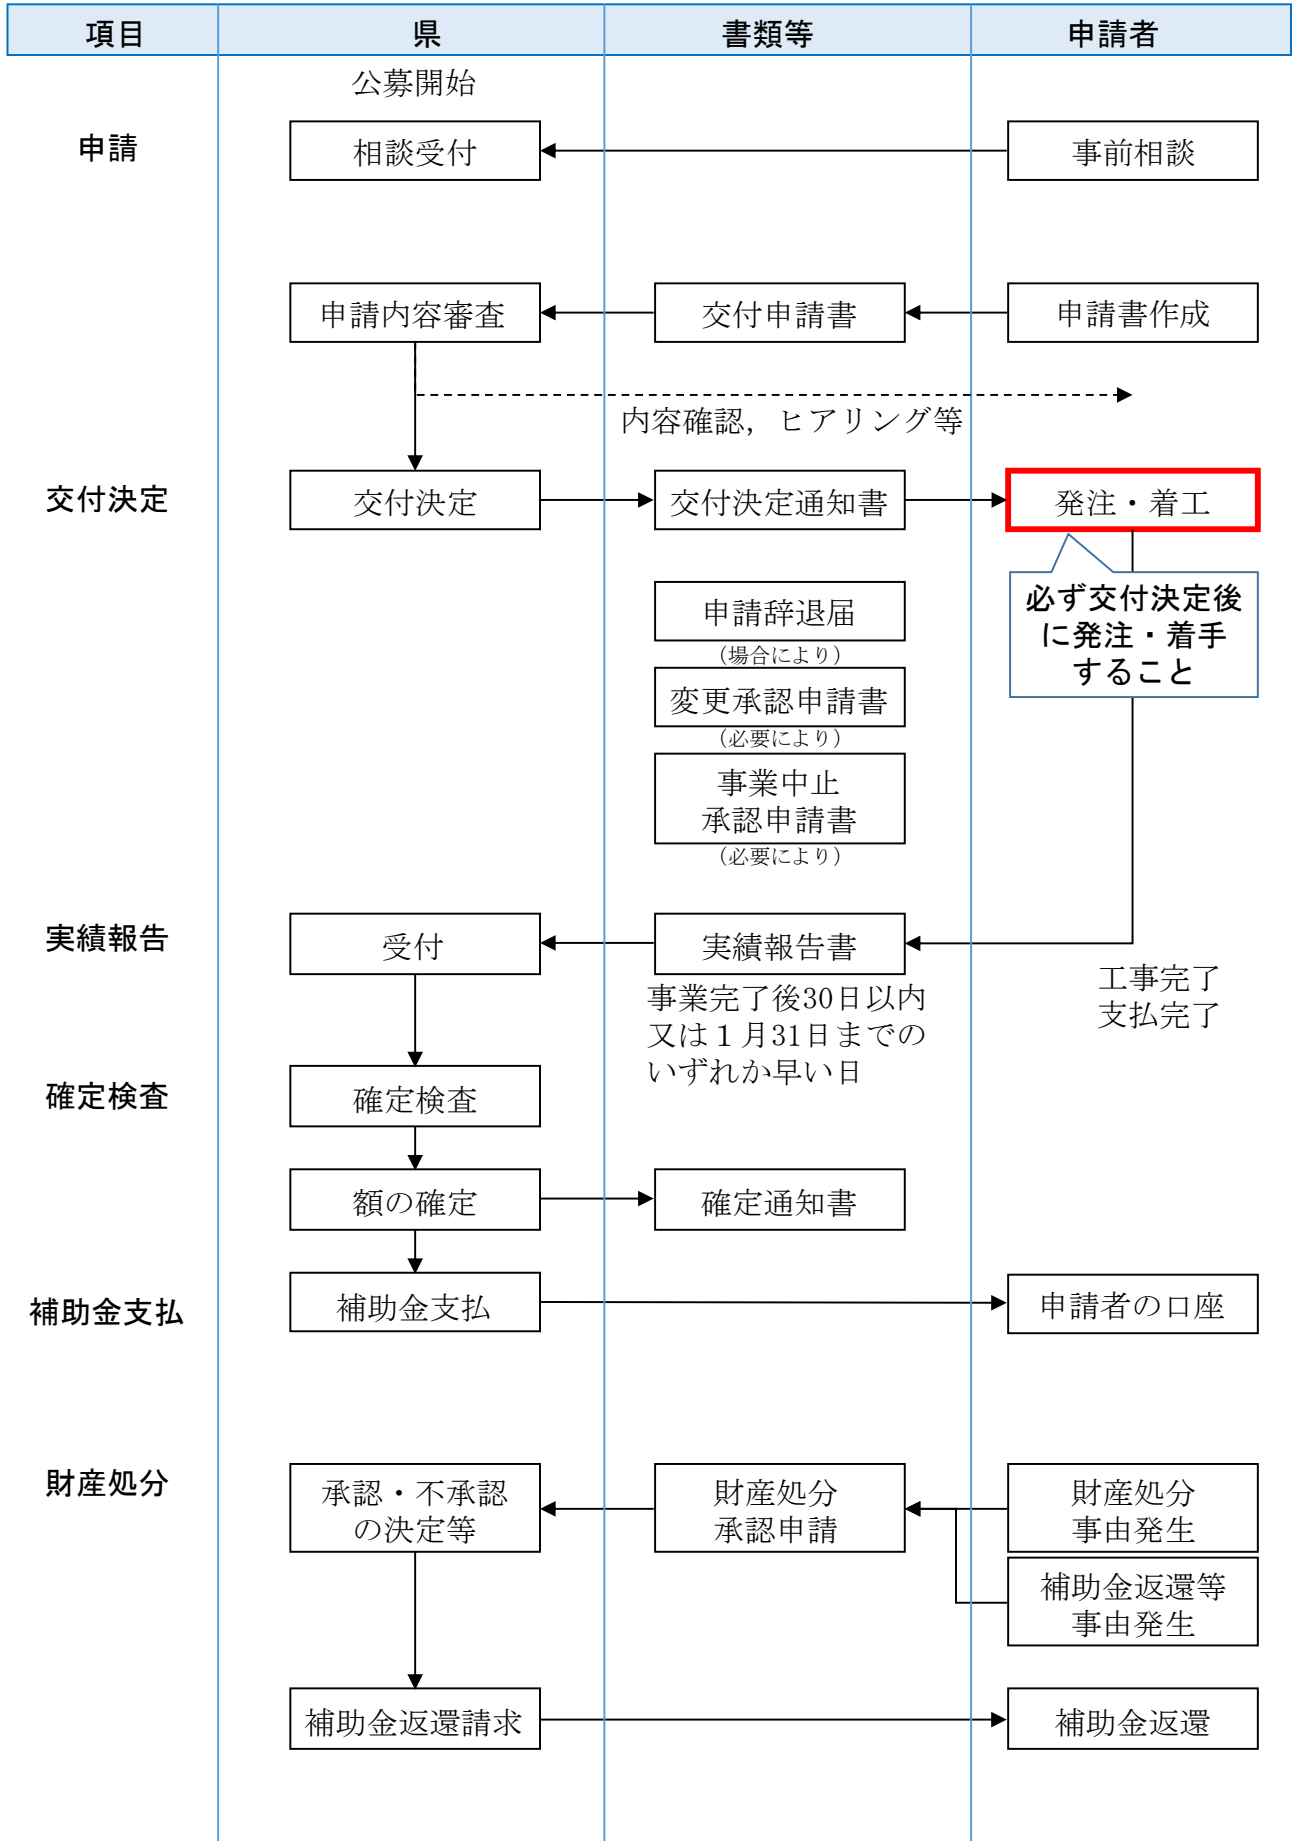 項目
県
書類等
申請者
公募開始
申請
相談受付
事前相談
申請内容審査
交付申請書
申請書作成
内容確認，ヒアリング等
交付決定
交付決定
交付決定通知書
発注・着工
必ず交付決定後
に発注・着手
すること
申請辞退届
（場合により）
変更承認申請書
（必要により）
事業中止
承認申請書
（必要により）
実績報告
受付
実績報告書
工事完了
支払完了
事業完了後30日以内
又は１月31日までの
いずれか早い日
確定検査
確定検査
額の確定
確定通知書
補助金支払
補助金支払
申請者の口座
財産処分
承認・不承認
の決定等
財産処分
承認申請
財産処分
事由発生
補助金返還等
事由発生
補助金返還請求
補助金返還